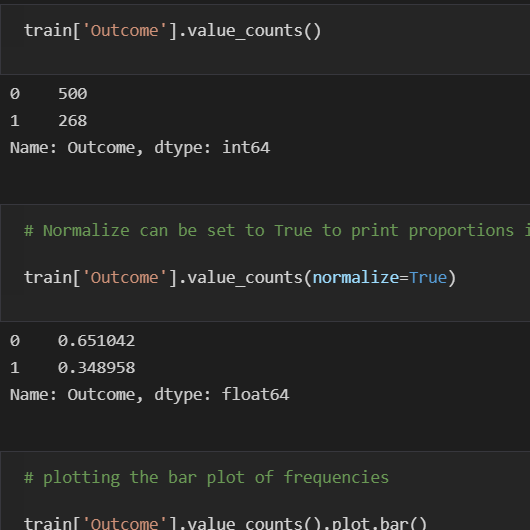 train['Outcome'].value_counts()
0    500
1    268
Name: Outcome, dtype: int64
# Normalize can be set to True to print proportions
train['Outcome'].value_counts(normalize=True)
0    0.651042
1    0.348958
Name: Outcome, dtype: float64
# plotting the bar plot of frequencies
train['Outcome'].value_counts().plot.bar()